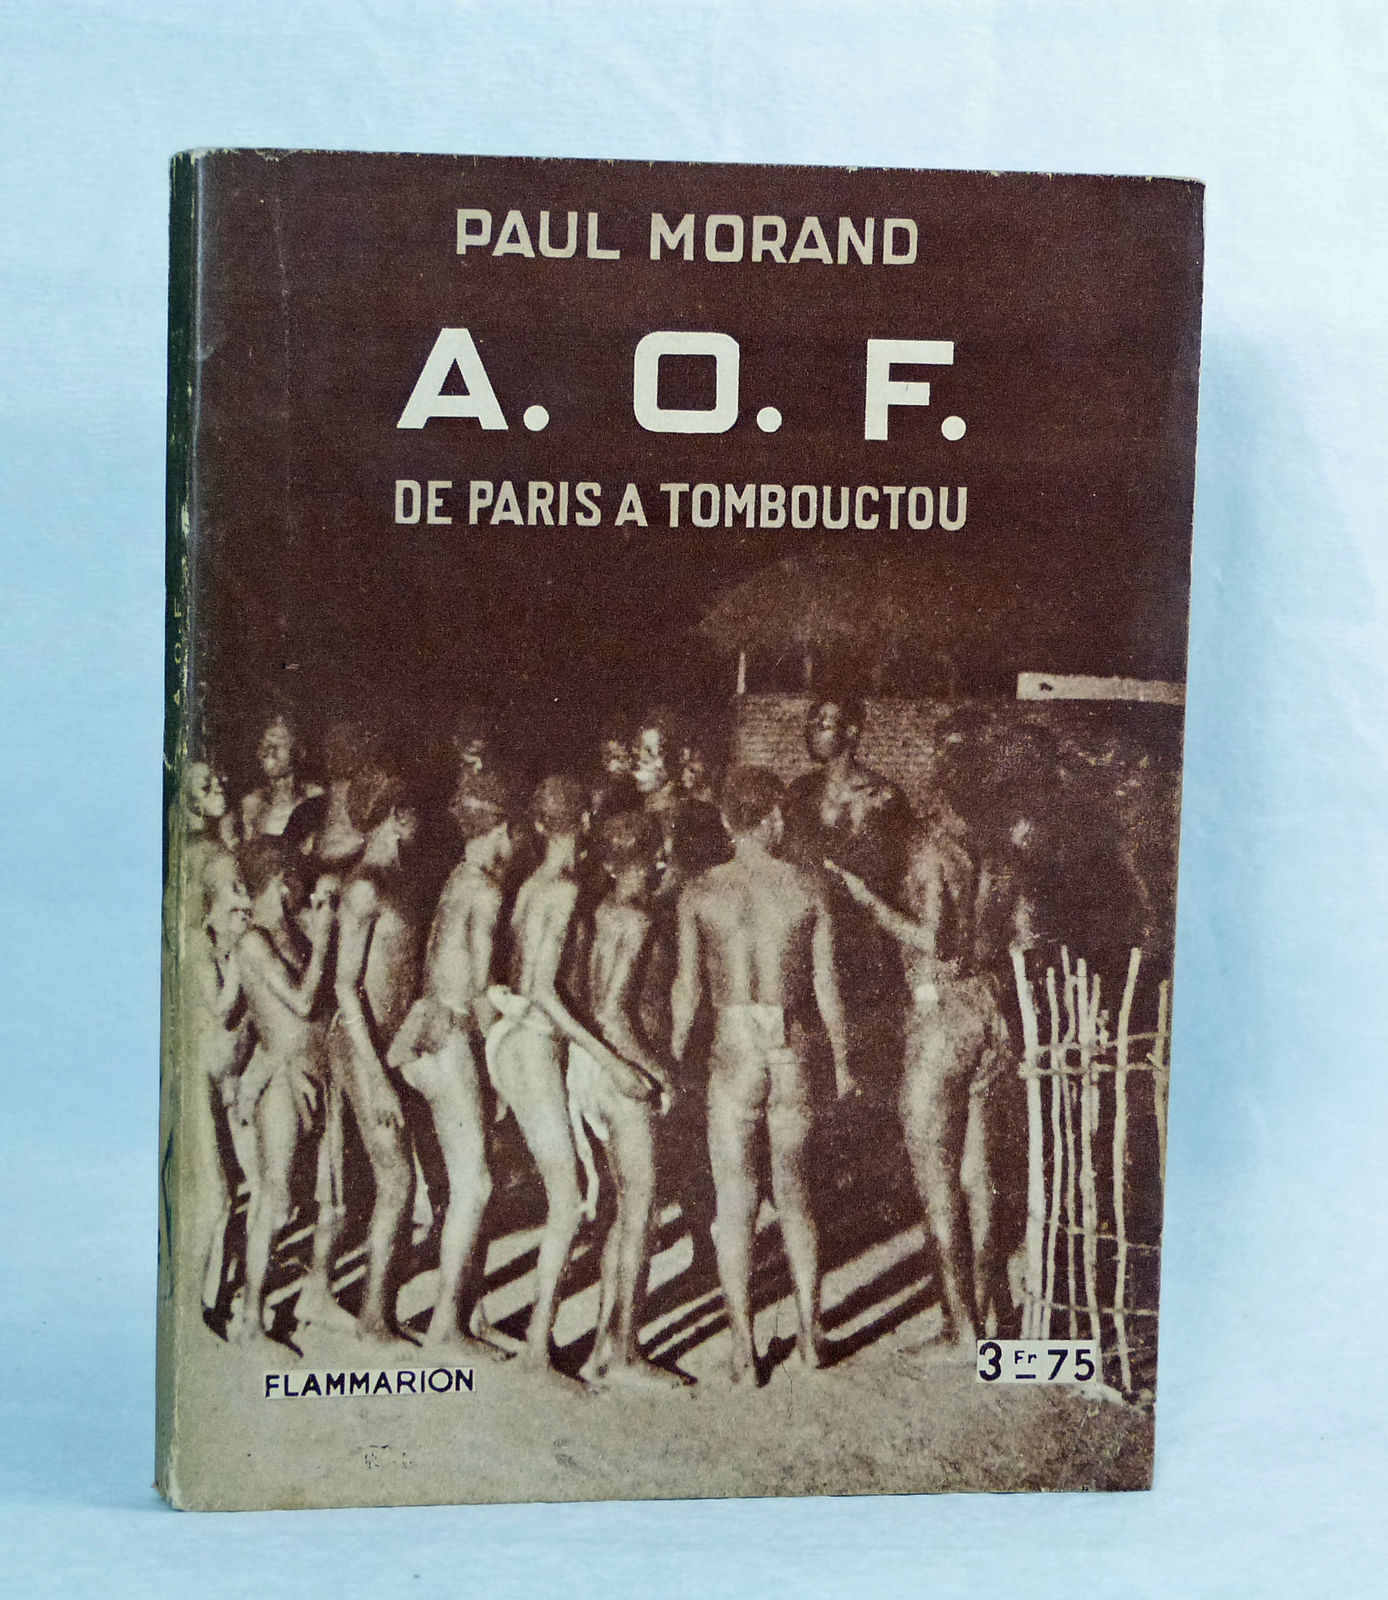 PAUL MORAND
A. O. F.
DE PARIS A TOMBOUCTOU
FLAMMARION
3 Fr 75
A. O. F.